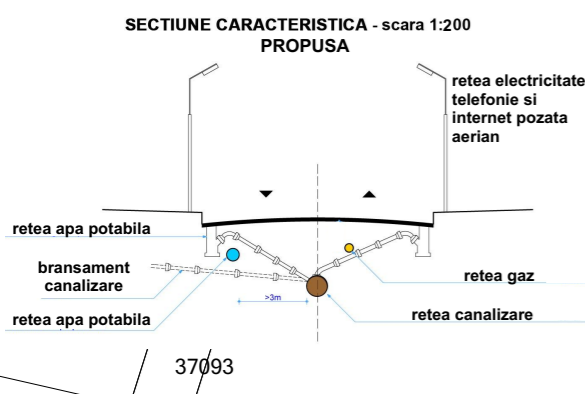 SECTIUNE CARACTERISTICA - scara 1:200
PROPUSA
retea electricitate
telefonie si
internet pozata
aerian
retea apa potabila
bransament
canalizare
retea gaz
>3m
retea apa potabila
retea canalizare
37093